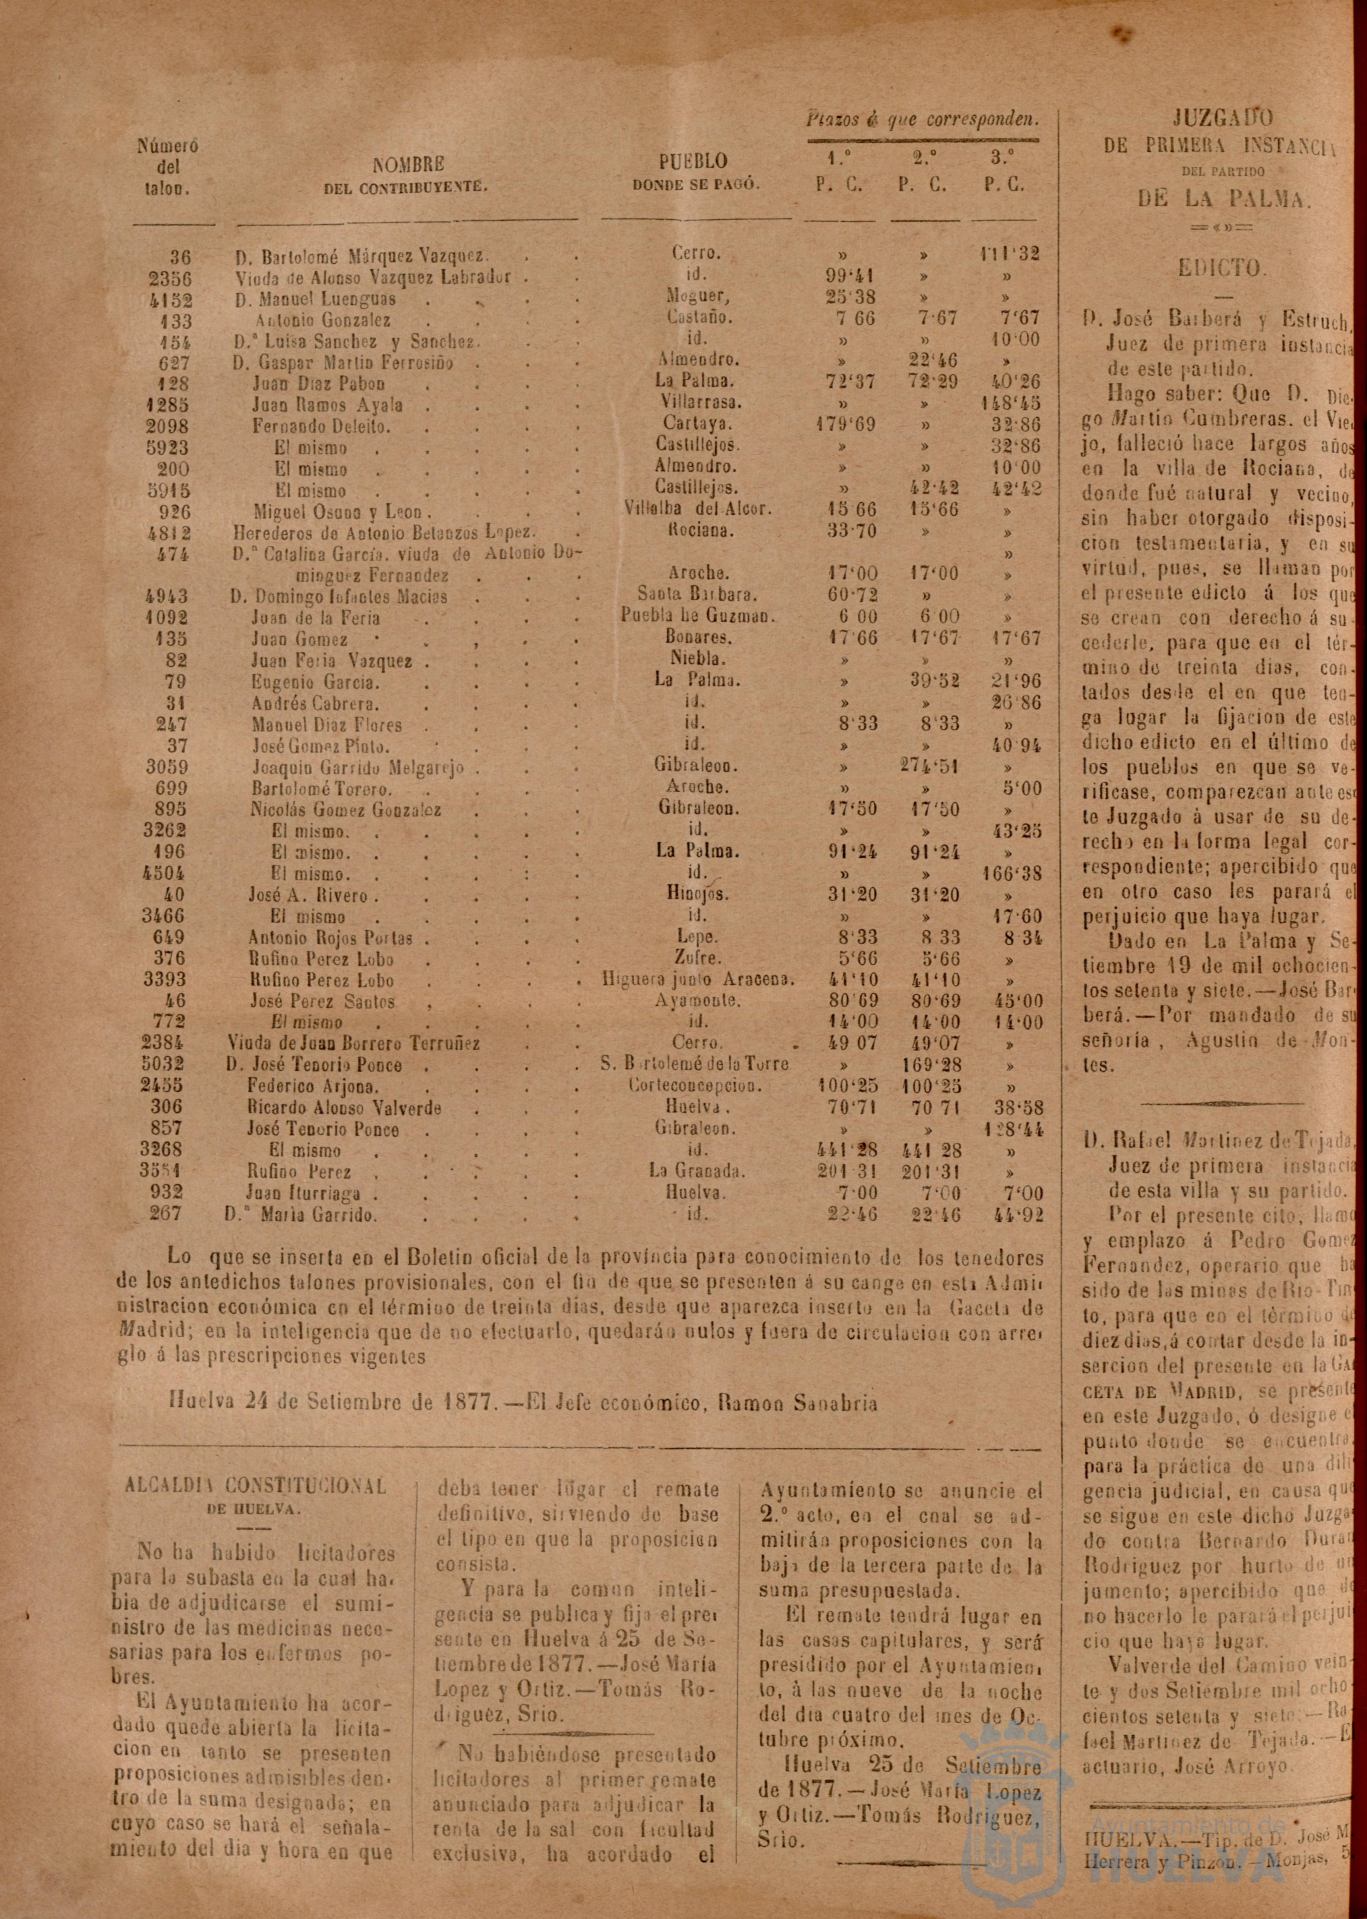 Plazos á que corresponden.
Número del talon. NOMBRE DEL CONTRIBUYENTE. PUEBLO DONDE SE PAGÓ. 1.º P. C. 2.º P. C. 3.º P. C.
36 D. Bartolomé Márquez Vazquez. Cerro. » » 111‘32
2356 Viuda de Alonso Vazquez Labrador id. 99‘41 » »
4152 D. Manuel Luenguas Moguer, 25‘38 » »
133 Antonio Gonzalez Castaño. 7 66 7·67 7‘67
154 D.ª Luisa Sanchez y Sanchez. id. » » 10·00
627 D. Gaspar Martin Ferrosiño Almendro. » 22‘46 »
128 Juan Diaz Pabon La Palma. 72‘37 72·29 40‘26
1285 Juan Ramos Ayala Villarrasa. » » 148‘45
2098 Fernando Deleito. Cartaya. 179‘69 » 32·86
5923 El mismo Castillejos. » » 32‘86
200 El mismo Almendro. » » 10‘00
5915 El mismo Castillejos. » 42·42 42‘42
926 Miguel Osuna y Leon. Villalba del Alcor. 15 66 15‘66 »
4812 Herederos de Antonio Betanzos Lopez. Rociana. 33·70 » »
474 D.ª Catalina García. viuda de Antonio Do- »
minguez Fernandez Aroche. 17‘00 17‘00 »
4943 D. Domingo Infantes Macias Santa Barbara. 60·72 » »
1092 Juan de la Feria Puebla he Guzman. 6 00 6 00 »
135 Juan Gomez Bonares. 17‘66 17‘67 17‘67
82 Juan Feria Vazquez Niebla. » » »
79 Eugenio Garcia. La Palma. » 39·52 21‘96
31 Andrés Cabrera. id. » » 26‘86
247 Manuel Diaz Flores id. 8‘33 8‘33 »
37 José Gomez Pinto. id. » » 40·94
3059 Joaquin Garrido Melgarejo Gibraleon. » 274‘51 »
699 Bartolomé Torero. Aroche. » » 5‘00
895 Nicolás Gomez Gonzalez Gibraleon. 17‘50 17‘50 »
3262 El mismo. id. » » 43‘25
196 El mismo. La Palma. 91‘24 91‘24 »
4504 El mismo. id. » » 166‘38
40 José A. Rivero Hinojos. 31·20 31‘20 »
3466 El mismo id. » » 17·60
649 Antonio Rojos Portas Lepe. 8‘33 8 33 8·34
376 Rufino Perez Lobo Zufre. 5‘66 5‘66 »
3393 Rufino Perez Lobo Higuera junto Aracena. 41‘10 41‘10 »
46 José Perez Santos Ayamonte. 80‘69 80‘69 45‘00
772 El mismo id. 14‘00 14‘00 14·00
2384 Viuda de Juan Borrero Terruñez Cerro. 49 07 49‘07 »
5032 D. José Tenorio Ponce S. Bartolemé de la Torre » 169‘28 »
2455 Federico Arjona. Corteconcepcion. 100‘25 100‘25 »
306 Ricardo Alonso Valverde Huelva. 70‘71 70 71 38·58
857 José Tenorio Ponce Gibraleon. » » 128‘44
3268 El mismo id. 441‘28 441 28 »
3551 Rufino Perez La Granada. 201 31 201‘31 »
932 Juan Iturriaga Huelva. 7·00 7‘00 7‘00
267 D.ª Maria Garrido. id. 22·46 22·46 44‘92
Lo que se inserta en el Boletin oficial de la província para conocimiento de los tenedores
de los antedichos talones provisionales, con el fin de que se presenten á su cange en esta Admi-
nistracion económica en el término de treinta dias, desde que aparezca inserto en la Gaceta de
Madrid; en la inteligencia que de no efectuarlo, quedarán nulos y fuera de circulacion con arre-
glo á las prescripciones vigentes
Huelva 24 de Setiembre de 1877.—El Jefe económico, Ramon Sanabria
ALCALDIA CONSTITUCIONAL
DE HUELVA.
No ha habido licitadores
para la subasta en la cual ha-
bia de adjudicarse el sumi-
nistro de las medicinas nece-
sarias para los enfermos po-
bres.
El Ayuntamiento ha acor-
dado quede abierta la licita-
cion en tanto se presenten
proposiciones admisibles den-
tro de la suma designada; en
cuyo caso se hará el señala-
miento del dia y hora en que
deba tener lugar el remate
definitivo, sirviendo de base
el tipo en que la proposicion
consista.
Y para la comun inteli-
gencia se publica y fija el pre-
sente en Huelva á 25 de Se-
tiembre de 1877.—José María
Lopez y Ortiz.—Tomás Ro-
driguez, Srio.
No habiéndose presentado
licitadores al primer remate
anunciado para adjudicar la
renta de la sal con facultad
exclusiva, ha acordado el
Ayuntamiento se anuncie el
2.º acto, en el cual se ad-
mitirán proposiciones con la
baja de la tercera parte de la
suma presupuestada.
El remate tendrá lugar en
las casas capitulares, y será
presidido por el Ayuntamien-
to, á las nueve de la noche
del dia cuatro del mes de Oc-
tubre próximo.
Huelva 25 de Setiembre
de 1877.—José María Lopez
y Ortiz.—Tomás Rodriguez,
Srio.
JUZGADO
DE PRIMERA INSTANCIA
DEL PARTIDO
DE LA PALMA.
EDICTO.
D. José Barberá y Estruch,
Juez de primera instancia
de este partido.
Hago saber: Que D. Die-
go Martín Cumbreras. el Vie-
jo, falleció hace largos años
en la villa de Rociana, de
donde fué natural y vecino,
sin haber otorgado disposi-
cion testamentaria, y en su
virtud, pues, se llaman por
el presente edicto á los que
se crean con derecho á su-
cederle, para que en el tér-
mino de treinta dias, con-
tados desde el en que ten-
ga lugar la fijacion de este
dicho edicto en el último de
los pueblos en que se ve-
rificase, comparezcan ante es-
te Juzgado á usar de su de-
recho en la forma legal cor-
respondiente; apercibido que
en otro caso les parará el
perjuicio que haya lugar.
Dado en La Palma y Se-
tiembre 19 de mil ochocien-
tos setenta y siete.—José Bar-
berá.—Por mandado de su
señoría, Agustin de Mon-
tes.
D. Rafael Martinez de Tejada,
Juez de primera instancia
de esta villa y su partido.
Por el presente cito, llamo
y emplazo á Pedro Gomez
Fernandez, operario que ha
sido de las minas de Rio-Tin-
to, para que en el término de
diez dias, á contar desde la in-
sercion del presente en la GA-
CETA DE MADRID, se presente
en este Juzgado, ó designe el
punto donde se encuentra,
para la práctica de una dili-
gencia judicial, en causa que
se sigue en este dicho Juzga-
do contra Bernardo Duran
Rodriguez por hurto de un
jumento; apercibido que de
no hacerlo le parará el perjui-
cio que haya lugar.
Valverde del Camino vein-
te y dos Setiembre mil ocho-
cientos setenta y siete.—Ra-
fael Martinez de Tejada.—E
actuario, José Arroyo.
HUELVA.—Tip. de D. José M
Herrera y Pinzón.—Monjas, 5
Ayuntamiento de
HUELVA